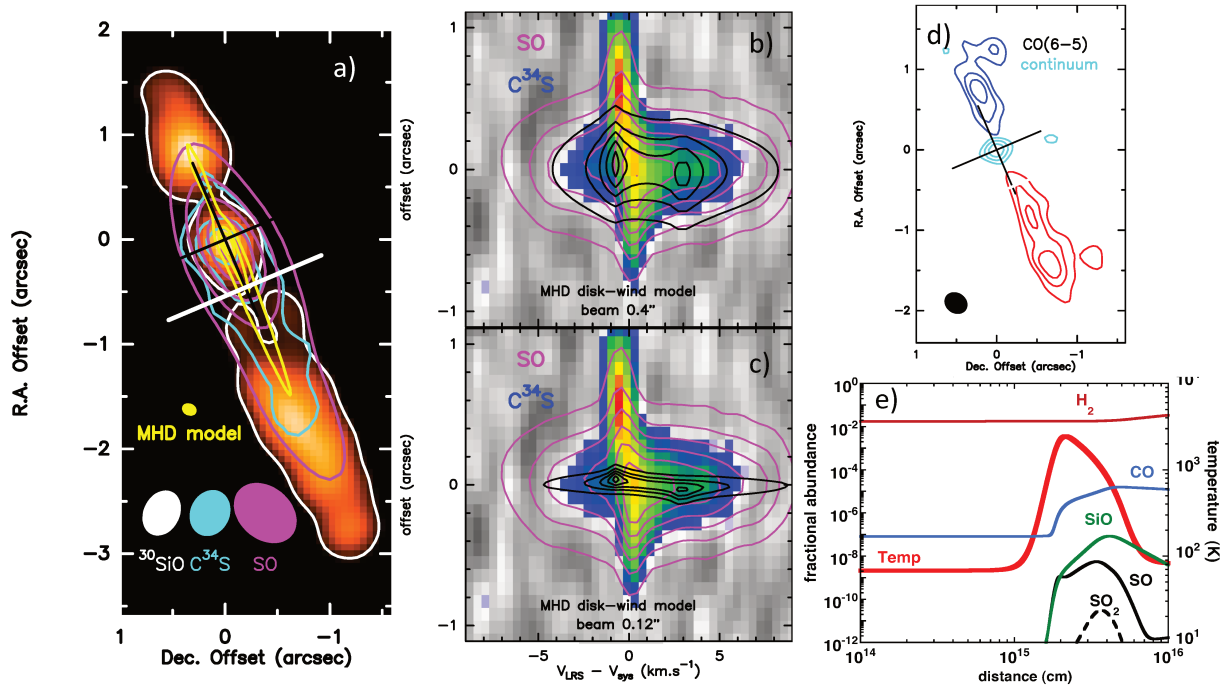 a)
R.A. Offset (arcsec)
2
1
0
-1
-2
-3
MHD model
³⁰SiO C³⁴S SO
1 0 -1
Dec. Offset (arcsec)
b)
SO
C³⁴S
offset (arcsec)
1
0
-1
MHD disk-wind model
beam 0.4"
c)
SO
C³⁴S
offset (arcsec)
0
-1
MHD disk-wind model
beam 0.12"
-5 0 5
V_LRS - V_sys (km.s⁻¹)
d)
CO(6-5)
continuum
R.A. Offset (arcsec)
1
0
-1
-2
1 0 -1
Dec. Offset (arcsec)
e)
fractional abundance
10⁰
10⁻²
10⁻⁴
10⁻⁶
10⁻⁸
10⁻¹⁰
10⁻¹²
H₂
CO
SiO
Temp
SO
SO₂
10³
10²
10¹
temperature (K)
10¹⁴ 10¹⁵ 10¹⁶
distance (cm)